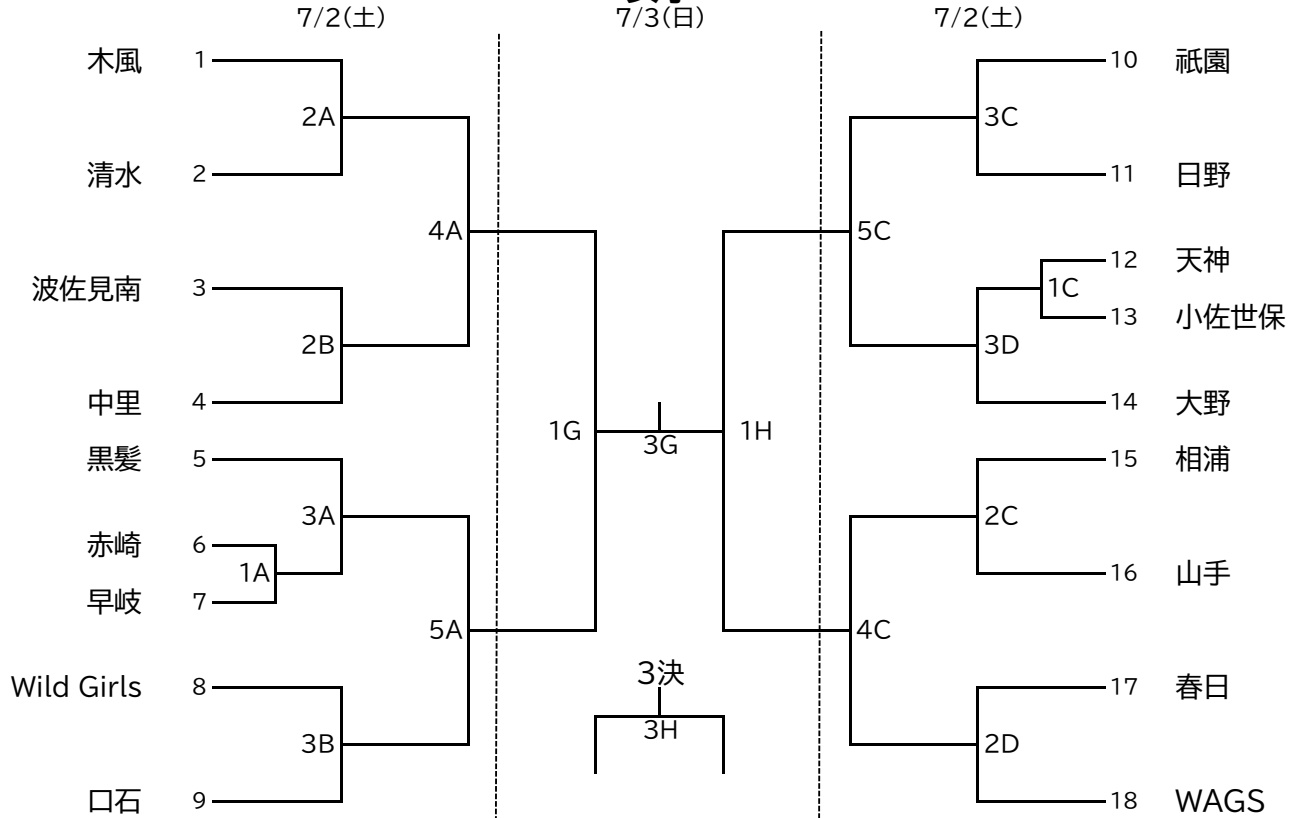 7/2(土) 7/3(日) 7/2(土)
木風 1 10 祇園
2A 3C
清水 2 11 日野
4A 5C
12 天神
波佐見南 3 1C
13 小佐世保
2B 3D
中里 4 14 大野
1G 3G 1H
黒髪 5 15 相浦
3A 2C
赤崎 6
1A 16 山手
早岐 7
5A 4C
3決
Wild Girls 8 17 春日
3H
3B 2D
口石 9 18 WAGS